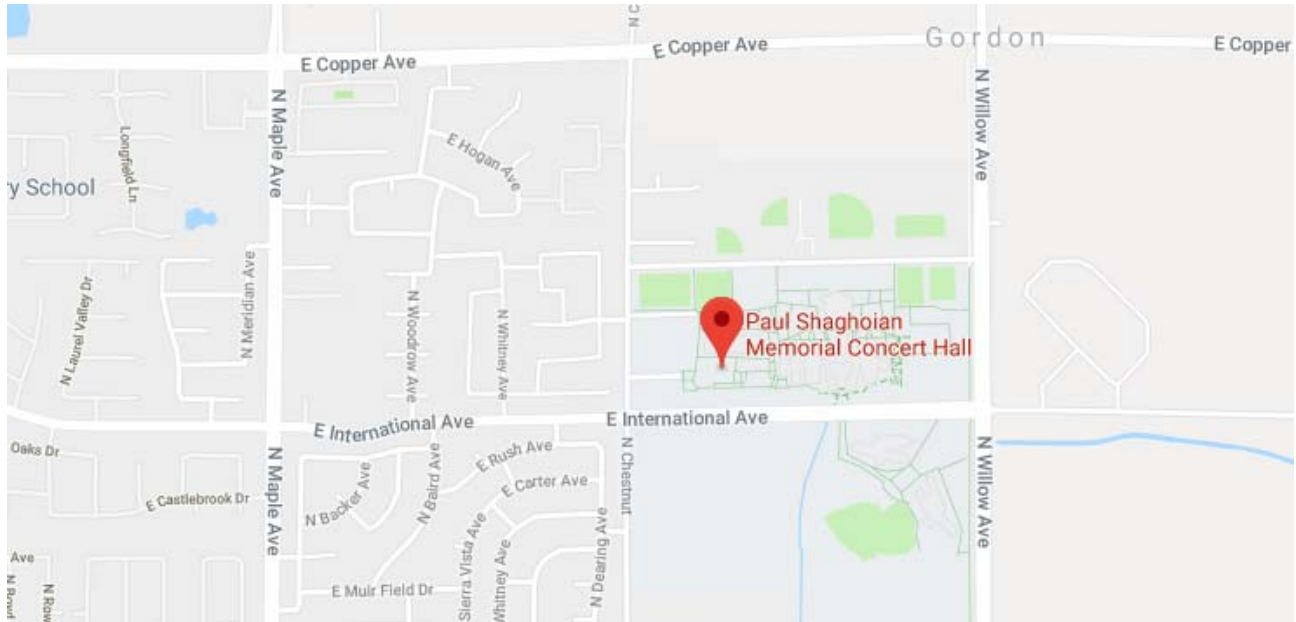 N C
E Copper Ave
Gordon
E Copper
E Copper Ave
N Maple Ave
N Willow Ave
Longfield Ln
E Hogan Ave
ry School
N Meridian Ave
N Laurel Valley Dr
N Woodrow Ave
N Whitney Ave
Paul Shaghoian
Memorial Concert Hall
E International Ave
E International Ave
Oaks Dr
N Maple Ave
N Baird Ave
E Rush Ave
N Chestnut
N Willow Ave
E Castlebrook Dr
N Backer Ave
E Carter Ave
Sierra Vista Ave
Whitney Ave
N Dearing Ave
Ave
E Muir Field Dr
N Row